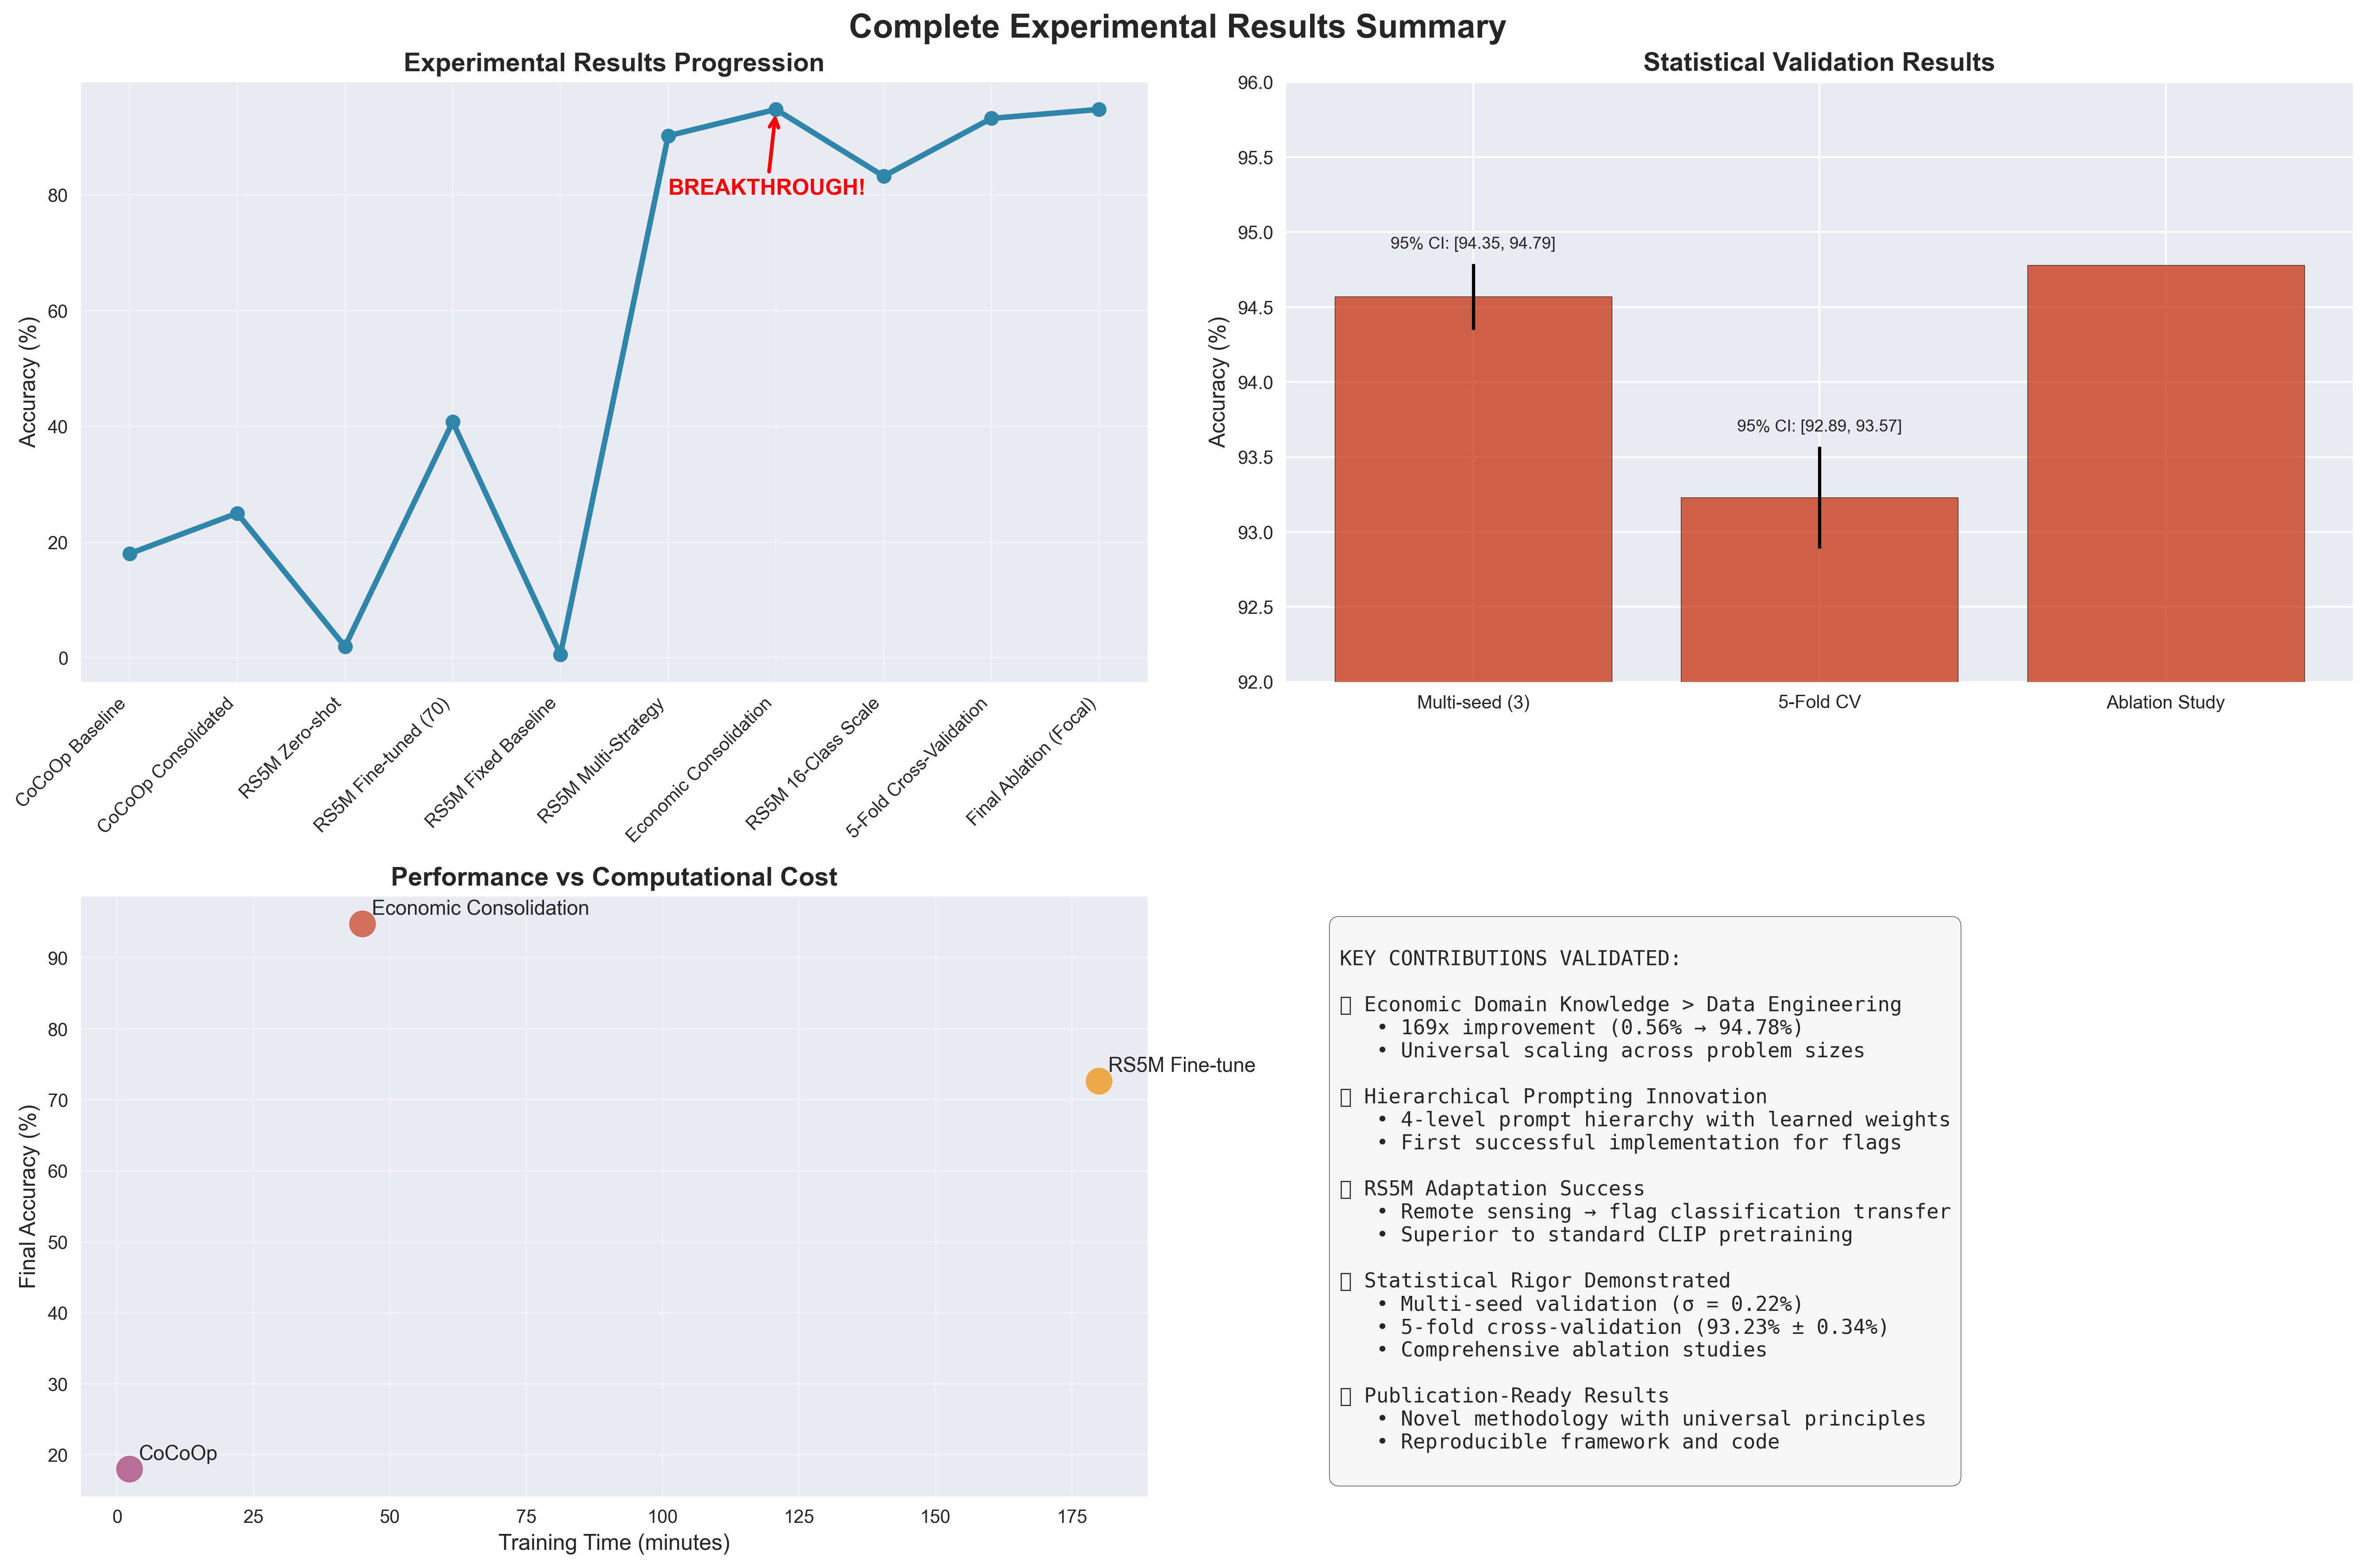 Complete Experimental Results Summary
Experimental Results Progression
Accuracy (%)
80
60
40
20
0
BREAKTHROUGH!
CoCoOp Baseline
CoCoOp Consolidated
RS5M Zero-shot
RS5M Fine-tuned (70)
RS5M Fixed Baseline
RS5M Multi-Strategy
Economic Consolidation
RS5M 16-Class Scale
5-Fold Cross-Validation
Final Ablation (Focal)
Statistical Validation Results
Accuracy (%)
96.0
95.5
95.0
94.5
94.0
93.5
93.0
92.5
92.0
95% CI: [94.35, 94.79]
95% CI: [92.89, 93.57]
Multi-seed (3)
5-Fold CV
Ablation Study
Performance vs Computational Cost
Final Accuracy (%)
90
80
70
60
50
40
30
20
Economic Consolidation
RS5M Fine-tune
CoCoOp
0
25
50
75
100
125
150
175
Training Time (minutes)
KEY CONTRIBUTIONS VALIDATED:
Economic Domain Knowledge > Data Engineering
• 169x improvement (0.56% → 94.78%)
• Universal scaling across problem sizes
Hierarchical Prompting Innovation
• 4-level prompt hierarchy with learned weights
• First successful implementation for flags
RS5M Adaptation Success
• Remote sensing → flag classification transfer
• Superior to standard CLIP pretraining
Statistical Rigor Demonstrated
• Multi-seed validation (σ = 0.22%)
• 5-fold cross-validation (93.23% ± 0.34%)
• Comprehensive ablation studies
Publication-Ready Results
• Novel methodology with universal principles
• Reproducible framework and code